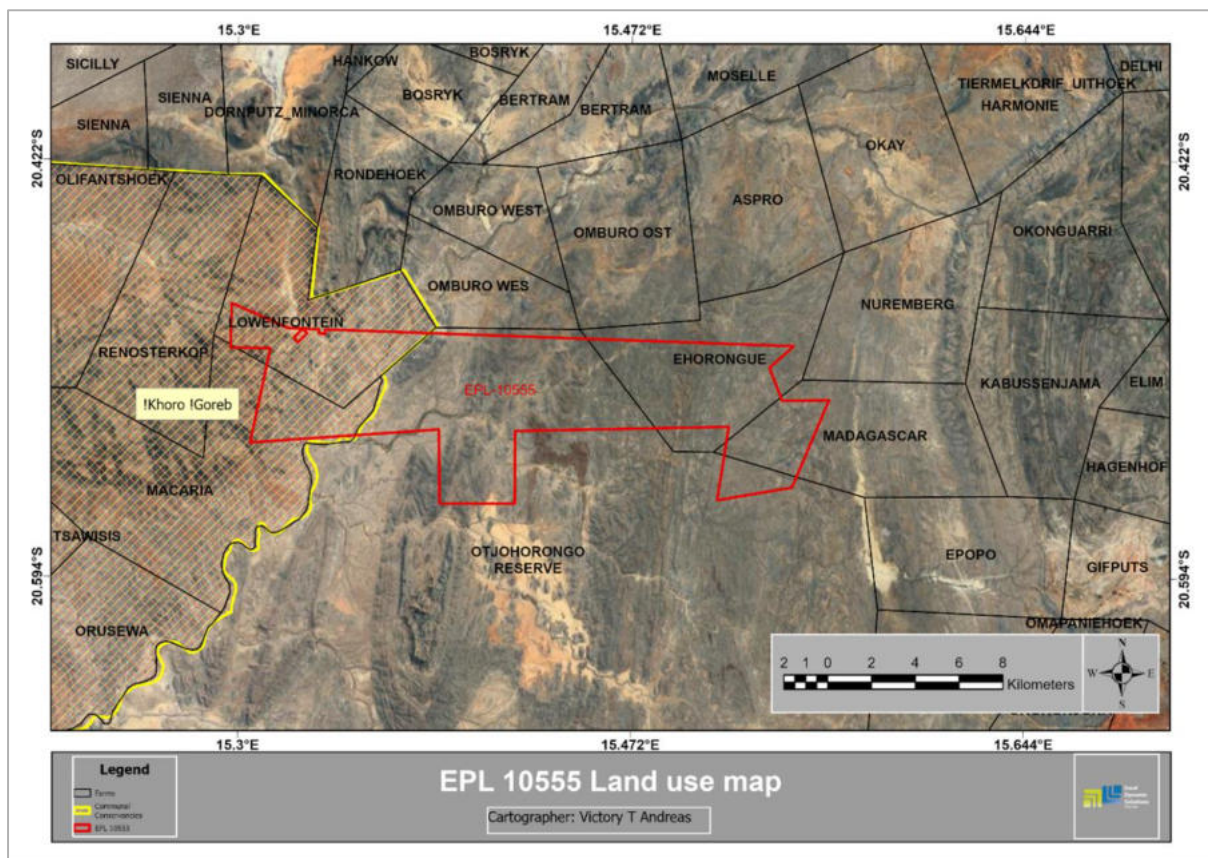 15.3°E
15.472°E
15.644°E
SICILLY
HANKOW
BOSRYK
MOSELLE
DELHI
SIENNA
BOSRYK
BERTRAM
BERTRAM
TIERMELKDRIF_UITHOEK
HARMONIE
SIENNA
DORNPUTZ_MINORCA
OKAY
20.422°S
20.422°S
OLIFANTSHOEK
RONDEHOEK
OMBURO WEST
OMBURO OST
ASPRO
OKONGUARRI
OMBURO WES
NUREMBERG
LOWENFONTEIN
RENOSTERKOP
EHORONGUE
EPL-10555
KABUSSENJAMA
ELIM
!Khoro !Goreb
MADAGASCAR
HAGENHOF
MACARIA
TSAWISIS
OTJOHORONGO
RESERVE
EPOPO
GIFPUTS
20.594°S
20.594°S
ORUSEWA
OMAPANIEHOEK
2 1 0 2 4 6 8
Kilometers
N
W E
S
15.3°E
15.472°E
15.644°E
Legend
Farms
Communal
Conservancies
EPL 10555
EPL 10555 Land use map
Cartographer: Victory T Andreas